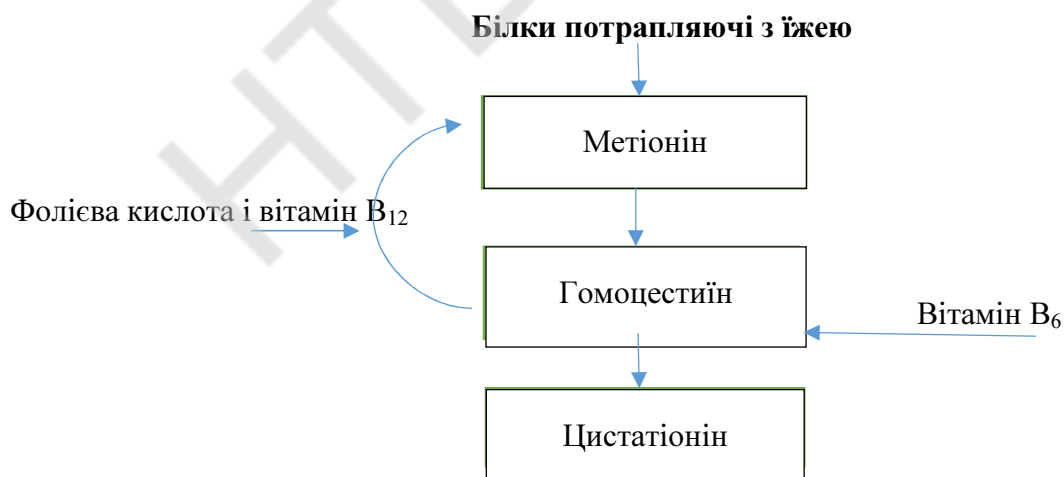 Білки потрапляючі з їжею
Метіонін
Фолієва кислота і вітамін B12
Гомоцестиїн
Вітамін B6
Цистатіонін